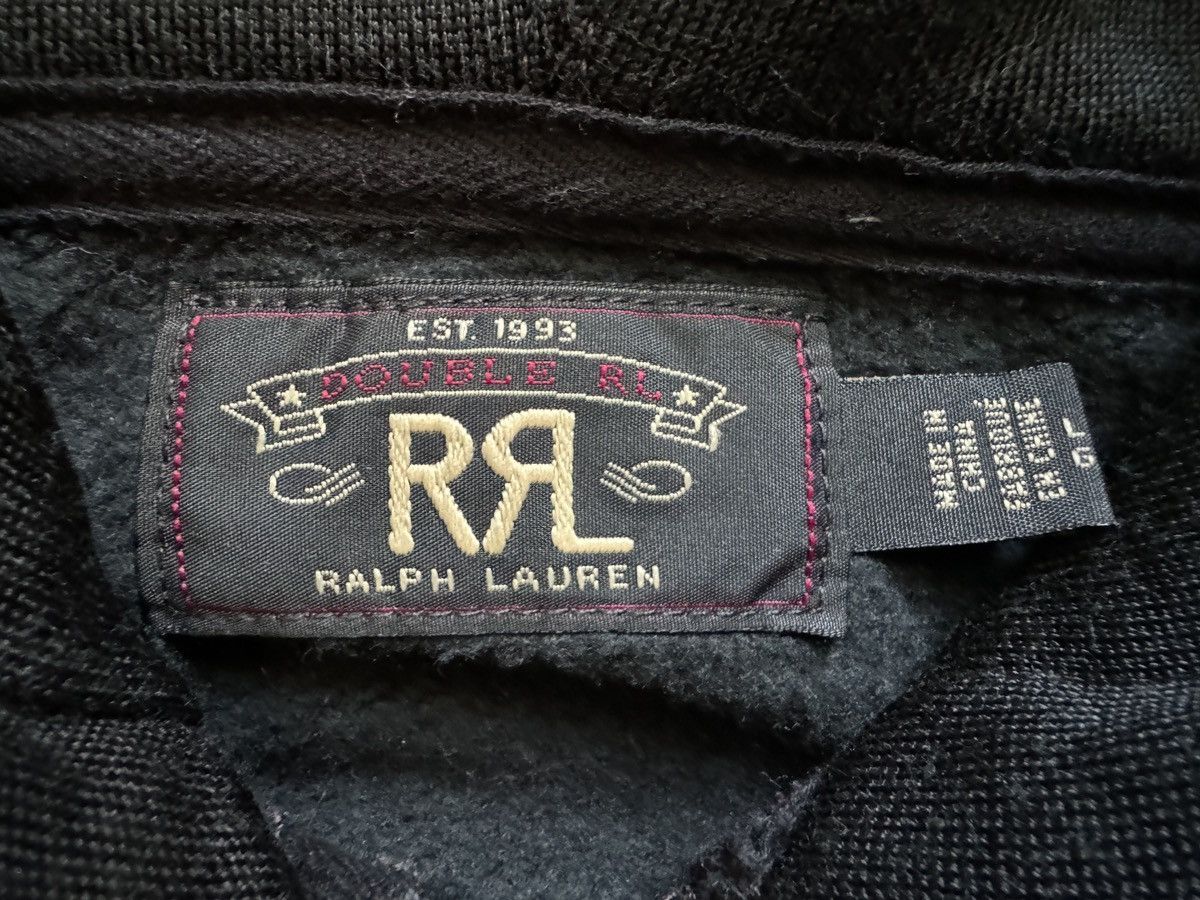 EST. 1993
DOUBLE RL
RRL
RALPH LAUREN
MADE IN
CHINA
FABRIQUÉ
EN CHINE